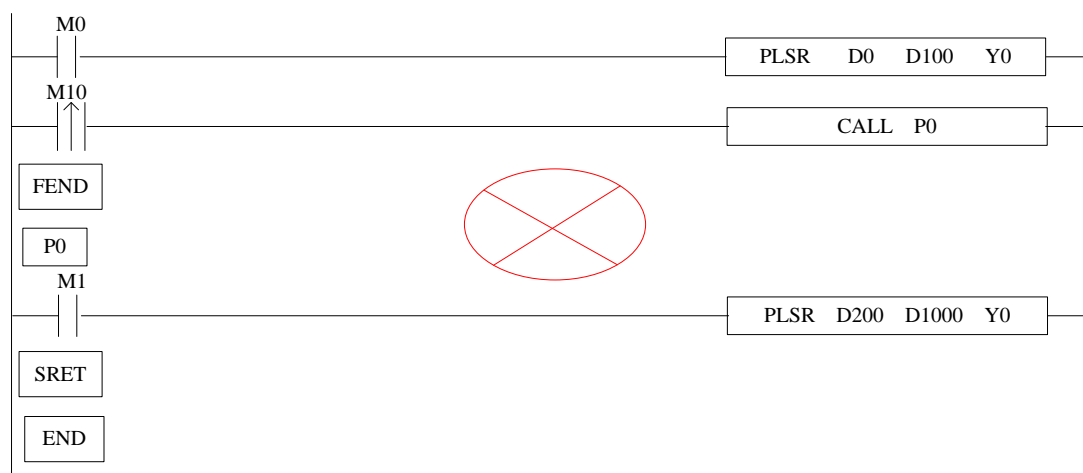 M0
PLSR D0 D100 Y0
M10
CALL P0
FEND
P0
M1
PLSR D200 D1000 Y0
SRET
END